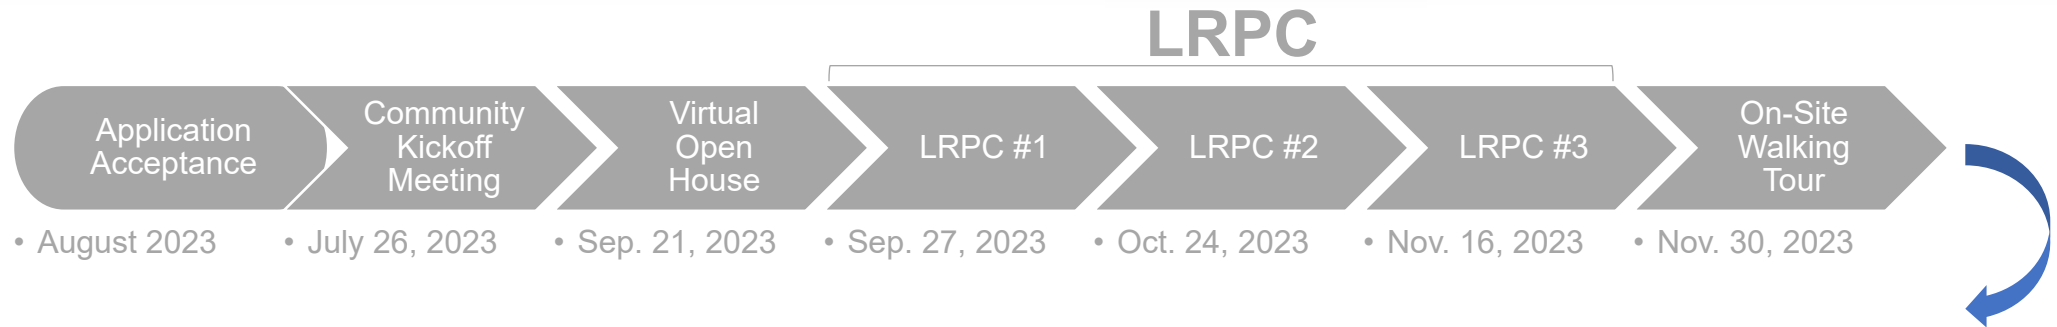 LRPC
Application
Acceptance
Community
Kickoff
Meeting
Virtual
Open
House
LRPC #1
LRPC #2
LRPC #3
On-Site
Walking
Tour
• August 2023
• July 26, 2023
• Sep. 21, 2023
• Sep. 27, 2023
• Oct. 24, 2023
• Nov. 16, 2023
• Nov. 30, 2023